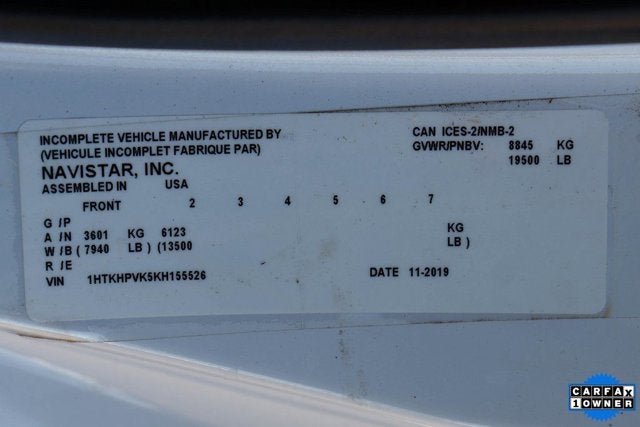 INCOMPLETE VEHICLE MANUFACTURED BY
(VEHICULE INCOMPLET FABRIQUE PAR)
NAVISTAR, INC.
ASSEMBLED IN USA
CAN ICES-2/NMB-2
GVWR/PNBV: 8845 KG
19500 LB
FRONT 2 3 4 5 6 7
G /P
A /N 3601 KG 6123 KG
W/B ( 7940 LB ) (13500 LB )
R /E
VIN 1HTKHPVK5KH155526 DATE 11-2019
CARFAX
1 OWNER